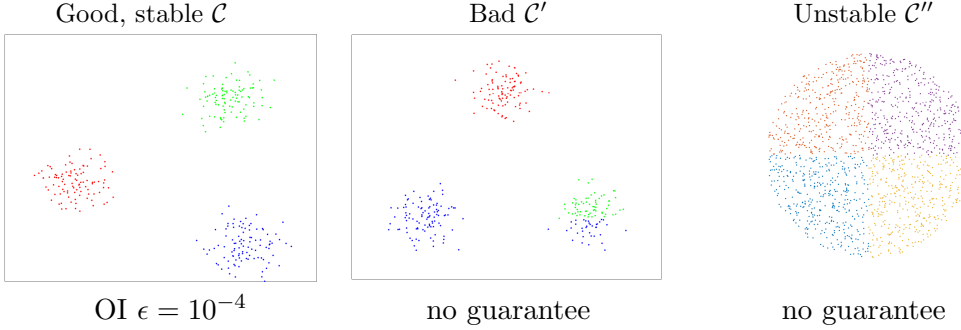 Good, stable 𝒞
Bad 𝒞′
Unstable 𝒞″
OI ϵ = 10⁻⁴
no guarantee
no guarantee